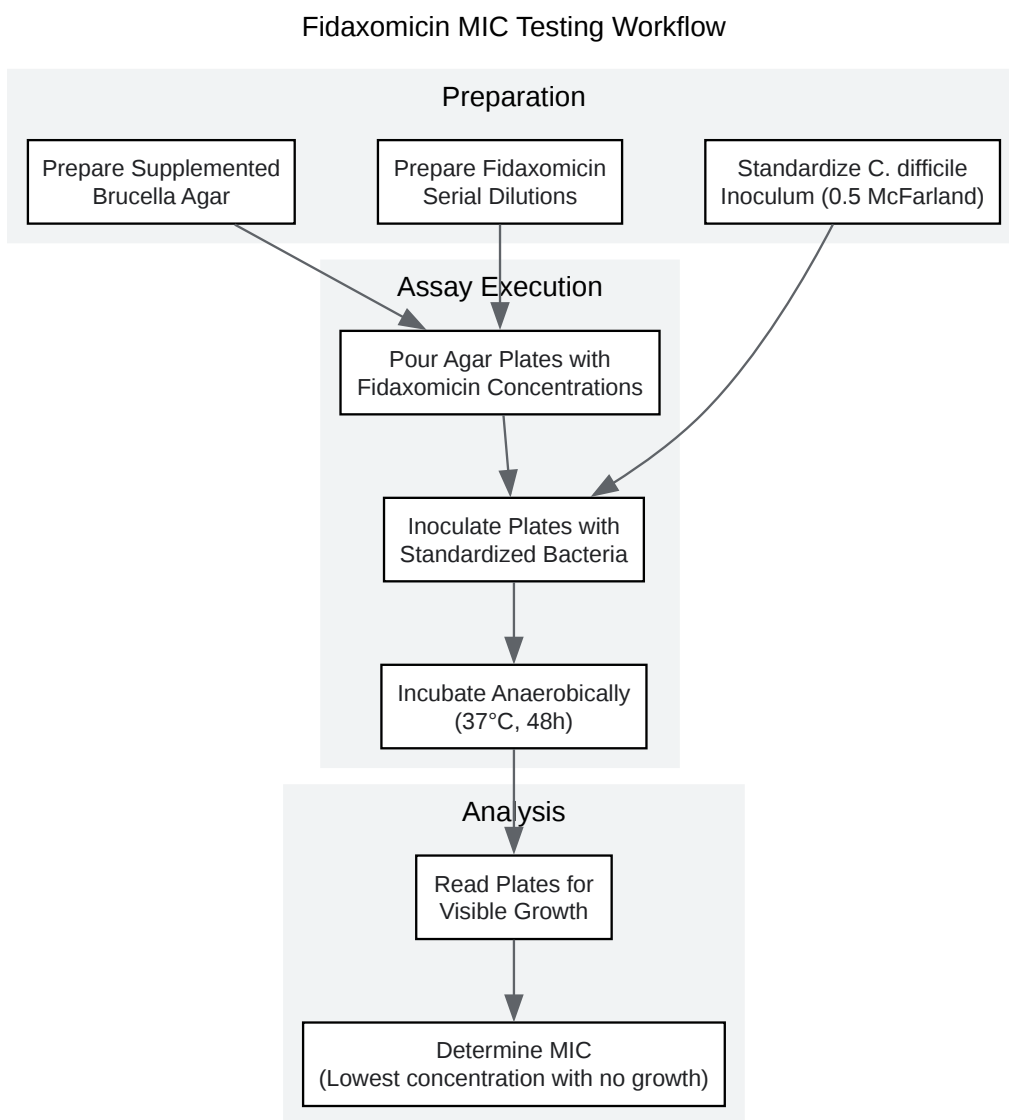 Fidaxomicin MIC Testing Workflow
Preparation
Prepare Supplemented
Brucella Agar
Prepare Fidaxomicin
Serial Dilutions
Standardize C. difficile
Inoculum (0.5 McFarland)
Assay Execution
Pour Agar Plates with
Fidaxomicin Concentrations
Inoculate Plates with
Standardized Bacteria
Incubate Anaerobically
(37°C, 48h)
Analysis
Read Plates for
Visible Growth
Determine MIC
(Lowest concentration with no growth)